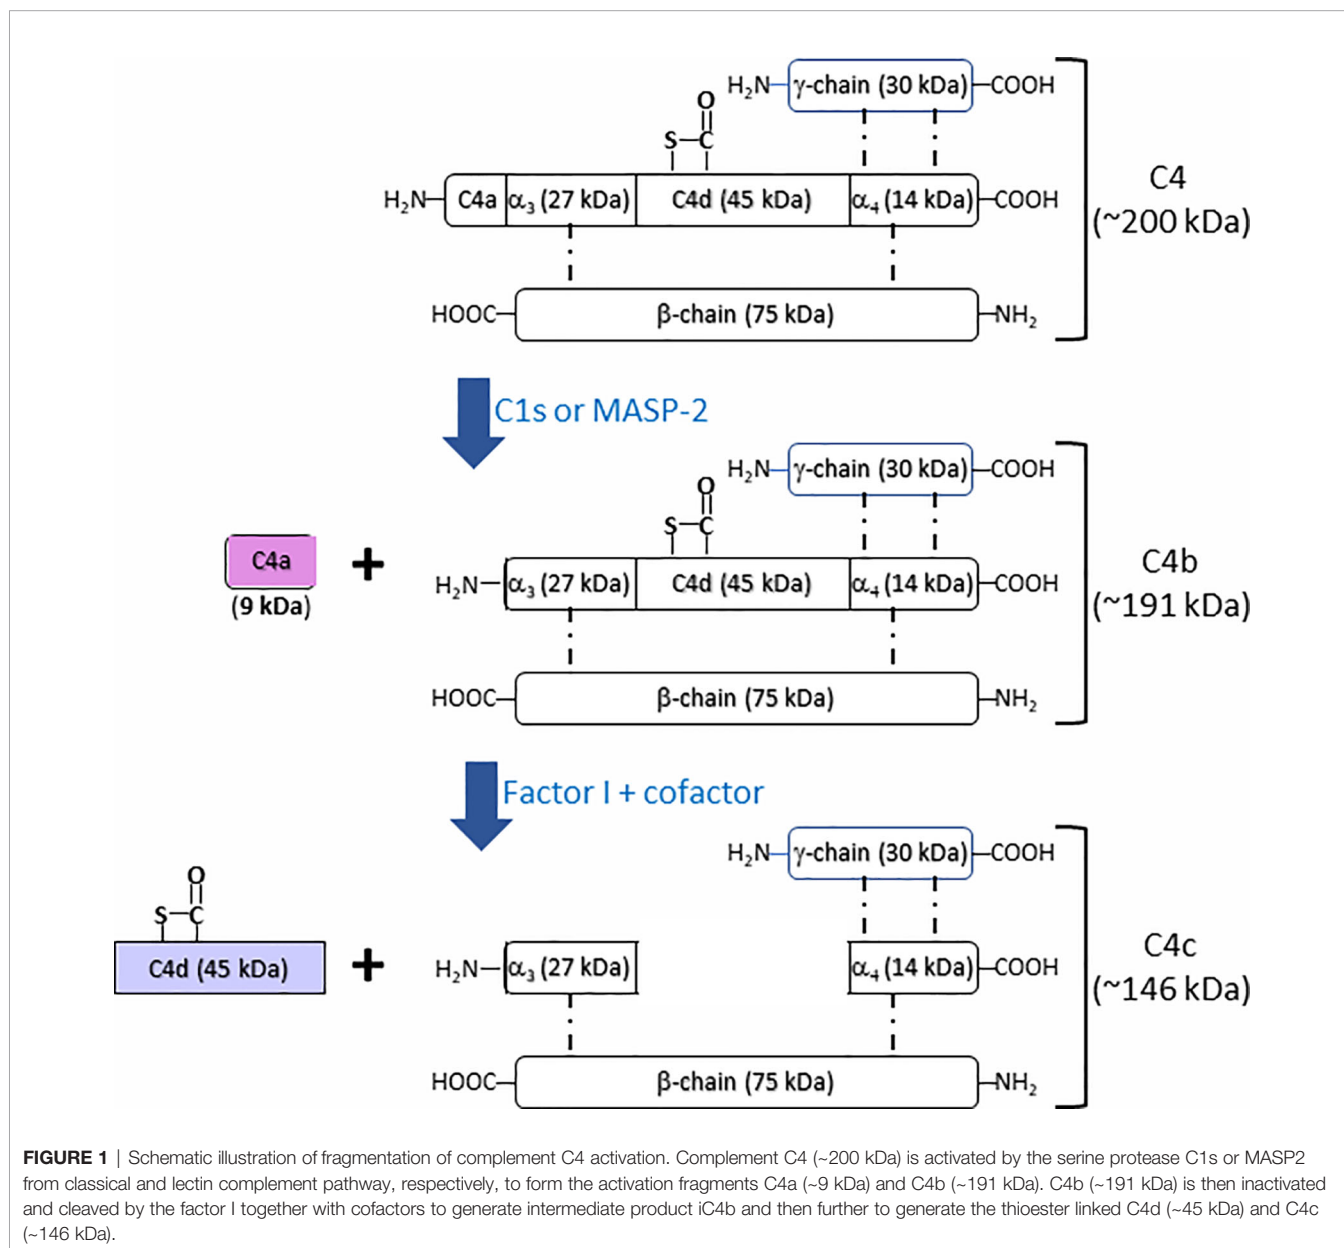 H₂N γ-chain (30 kDa) COOH
O
S C
H₂N C4a α₃ (27 kDa) C4d (45 kDa) α₄ (14 kDa) COOH
C4
(~200 kDa)
HOOC β-chain (75 kDa) NH₂
C1s or MASP-2
H₂N γ-chain (30 kDa) COOH
O
S C
C4a
(9 kDa)
+
H₂N α₃ (27 kDa) C4d (45 kDa) α₄ (14 kDa) COOH
C4b
(~191 kDa)
HOOC β-chain (75 kDa) NH₂
Factor I + cofactor
H₂N γ-chain (30 kDa) COOH
O
S C
C4d (45 kDa)
+
H₂N α₃ (27 kDa) α₄ (14 kDa) COOH
C4c
(~146 kDa)
HOOC β-chain (75 kDa) NH₂
FIGURE 1 | Schematic illustration of fragmentation of complement C4 activation. Complement C4 (~200 kDa) is activated by the serine protease C1s or MASP2
from classical and lectin complement pathway, respectively, to form the activation fragments C4a (~9 kDa) and C4b (~191 kDa). C4b (~191 kDa) is then inactivated
and cleaved by the factor I together with cofactors to generate intermediate product iC4b and then further to generate the thioester linked C4d (~45 kDa) and C4c
(~146 kDa).